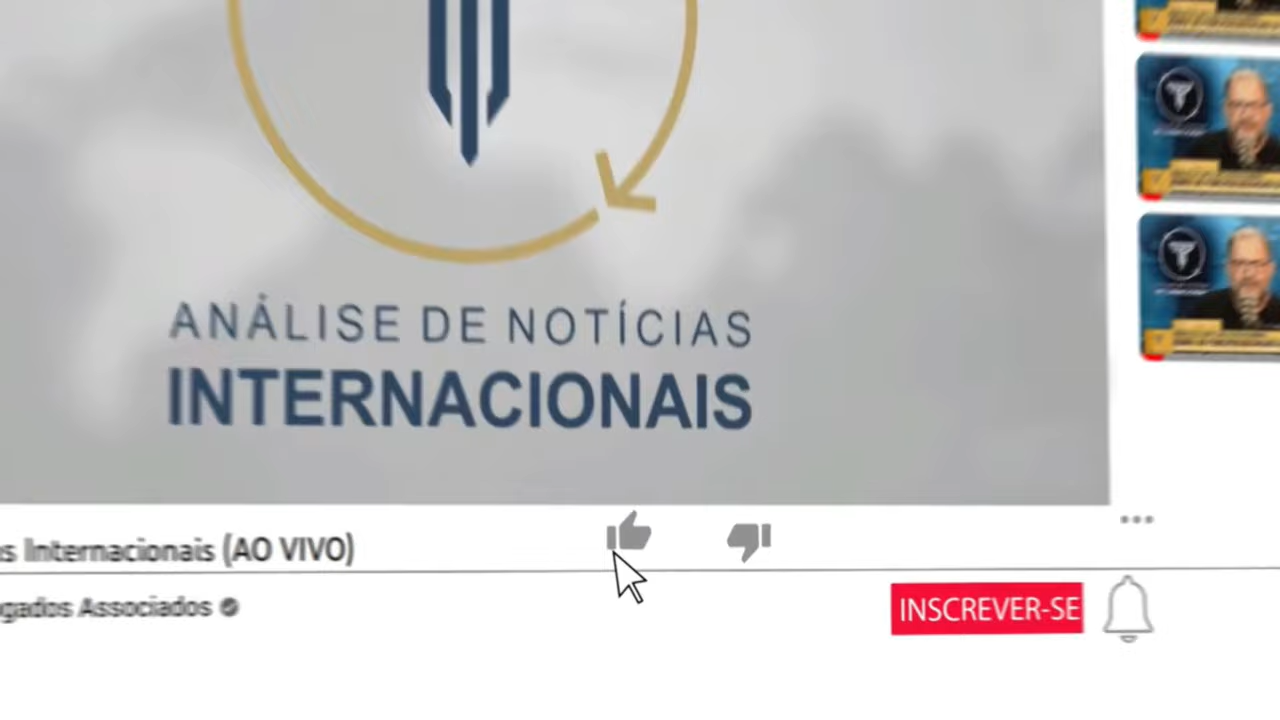 ANÁLISE DE NOTÍCIAS
INTERNACIONAIS
s Internacionais (AO VIVO)
gados Associados
INSCREVER-SE